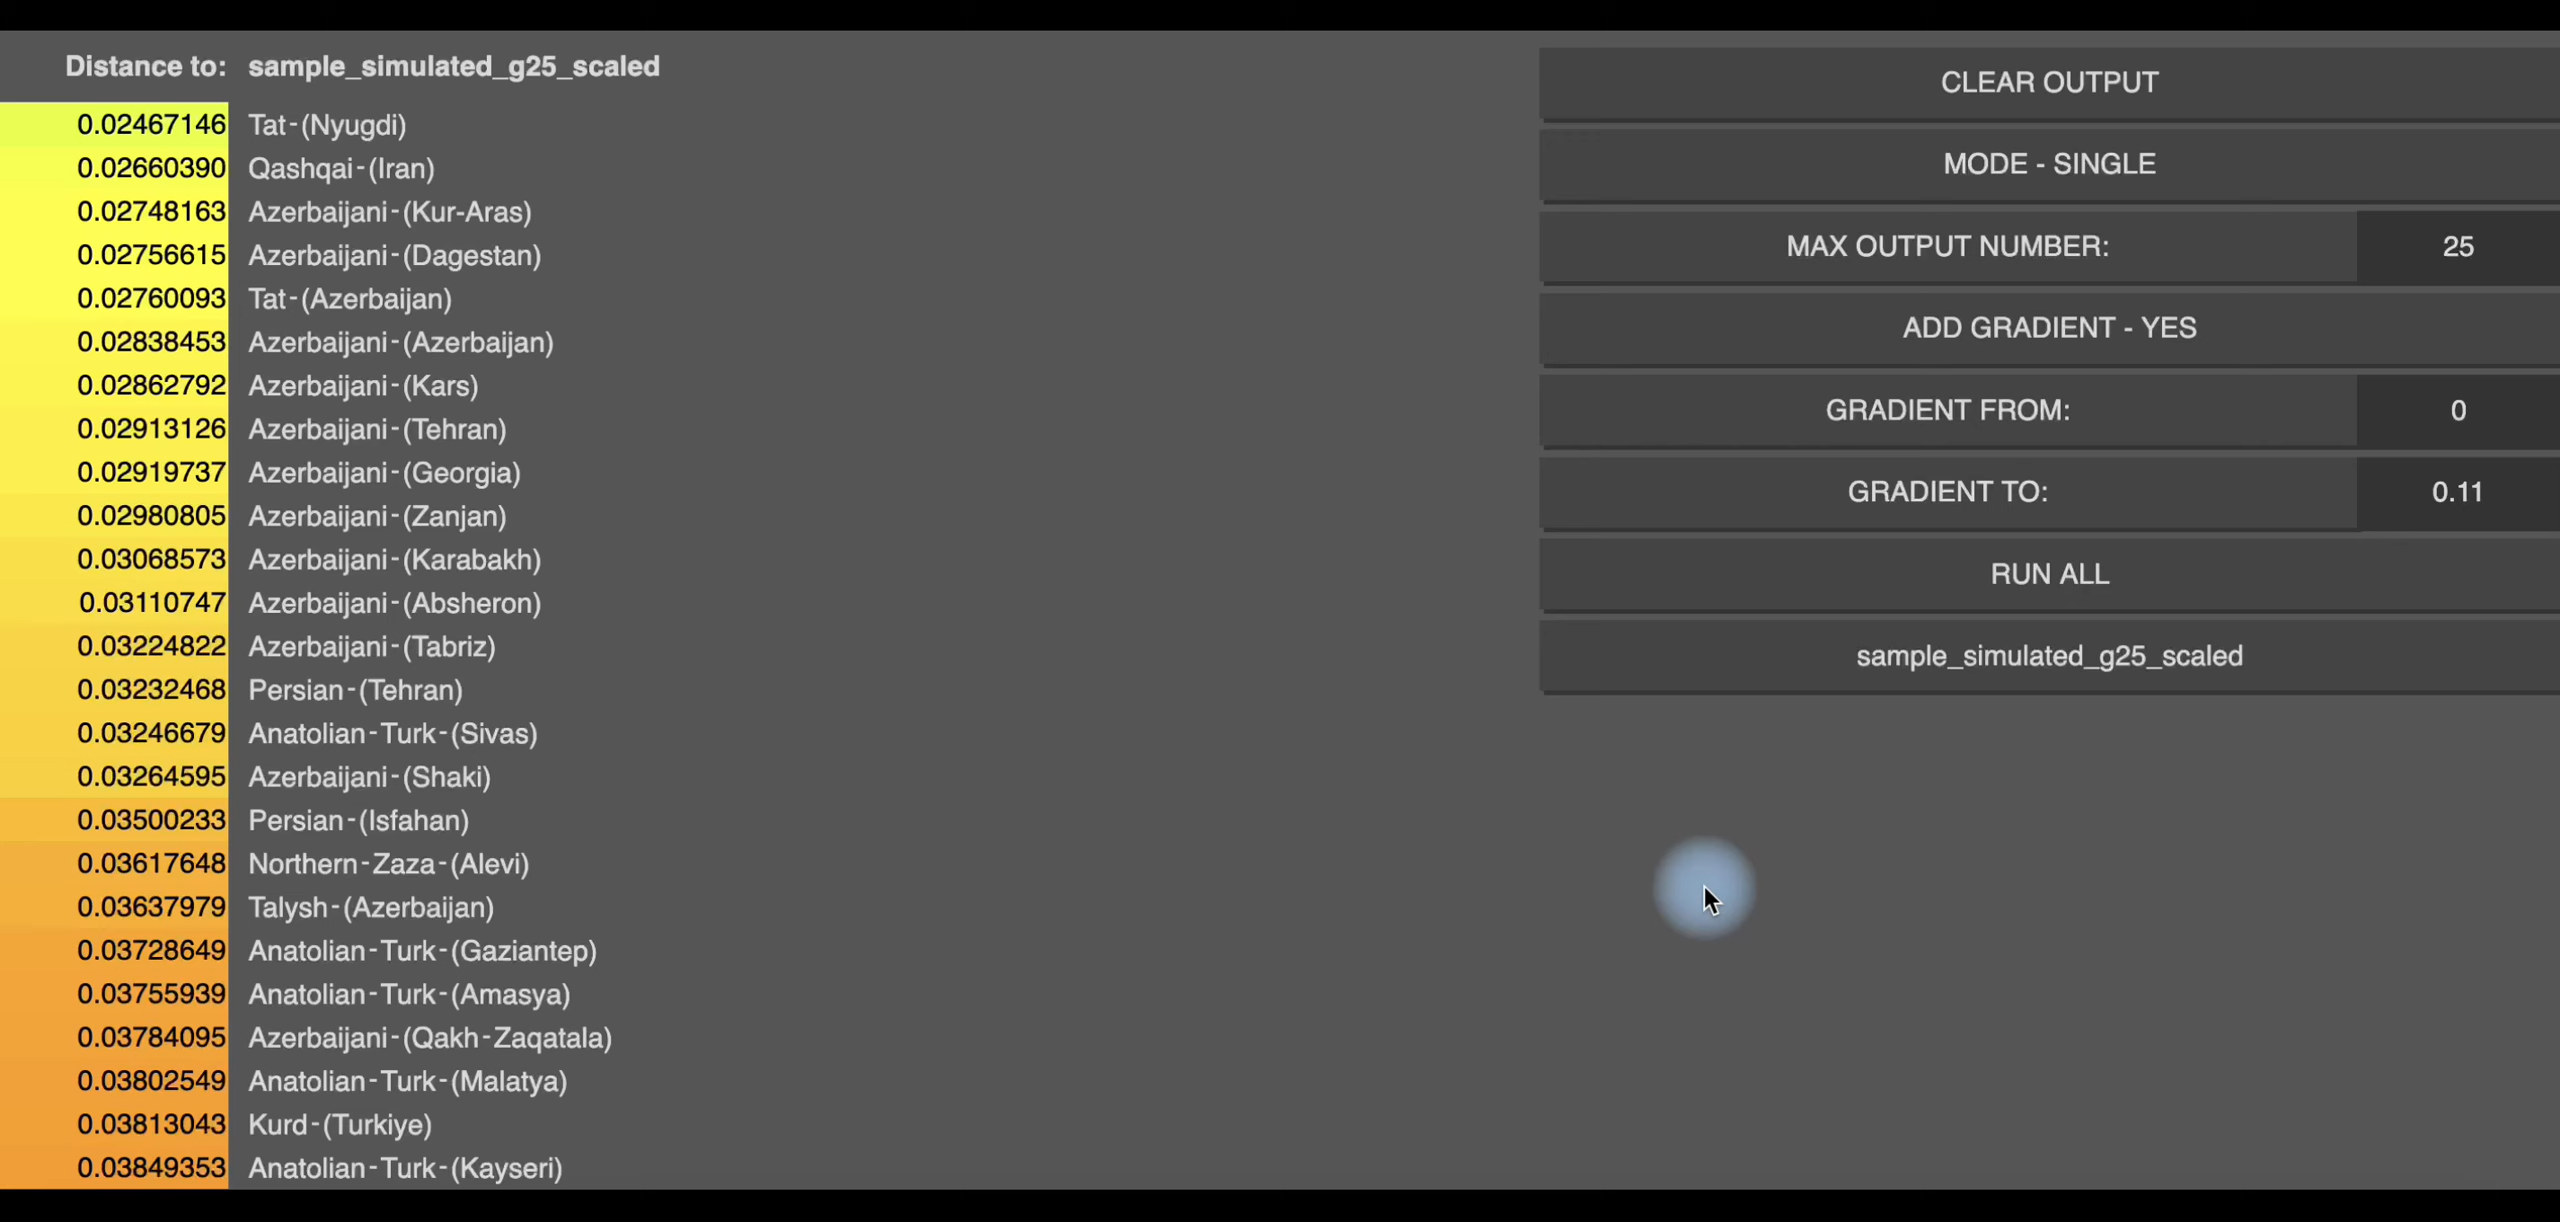 Distance to: sample_simulated_g25_scaled
0.02467146 Tat-(Nyugdi)
0.02660390 Qashqai-(Iran)
0.02748163 Azerbaijani-(Kur-Aras)
0.02756615 Azerbaijani-(Dagestan)
0.02760093 Tat-(Azerbaijan)
0.02838453 Azerbaijani-(Azerbaijan)
0.02862792 Azerbaijani-(Kars)
0.02913126 Azerbaijani-(Tehran)
0.02919737 Azerbaijani-(Georgia)
0.02980805 Azerbaijani-(Zanjan)
0.03068573 Azerbaijani-(Karabakh)
0.03110747 Azerbaijani-(Absheron)
0.03224822 Azerbaijani-(Tabriz)
0.03232468 Persian-(Tehran)
0.03246679 Anatolian-Turk-(Sivas)
0.03264595 Azerbaijani-(Shaki)
0.03500233 Persian-(Isfahan)
0.03617648 Northern-Zaza-(Alevi)
0.03637979 Talysh-(Azerbaijan)
0.03728649 Anatolian-Turk-(Gaziantep)
0.03755939 Anatolian-Turk-(Amasya)
0.03784095 Azerbaijani-(Qakh-Zaqatala)
0.03802549 Anatolian-Turk-(Malatya)
0.03813043 Kurd-(Turkiye)
0.03849353 Anatolian-Turk-(Kayseri)
CLEAR OUTPUT
MODE - SINGLE
MAX OUTPUT NUMBER: 25
ADD GRADIENT - YES
GRADIENT FROM: 0
GRADIENT TO: 0.11
RUN ALL
sample_simulated_g25_scaled